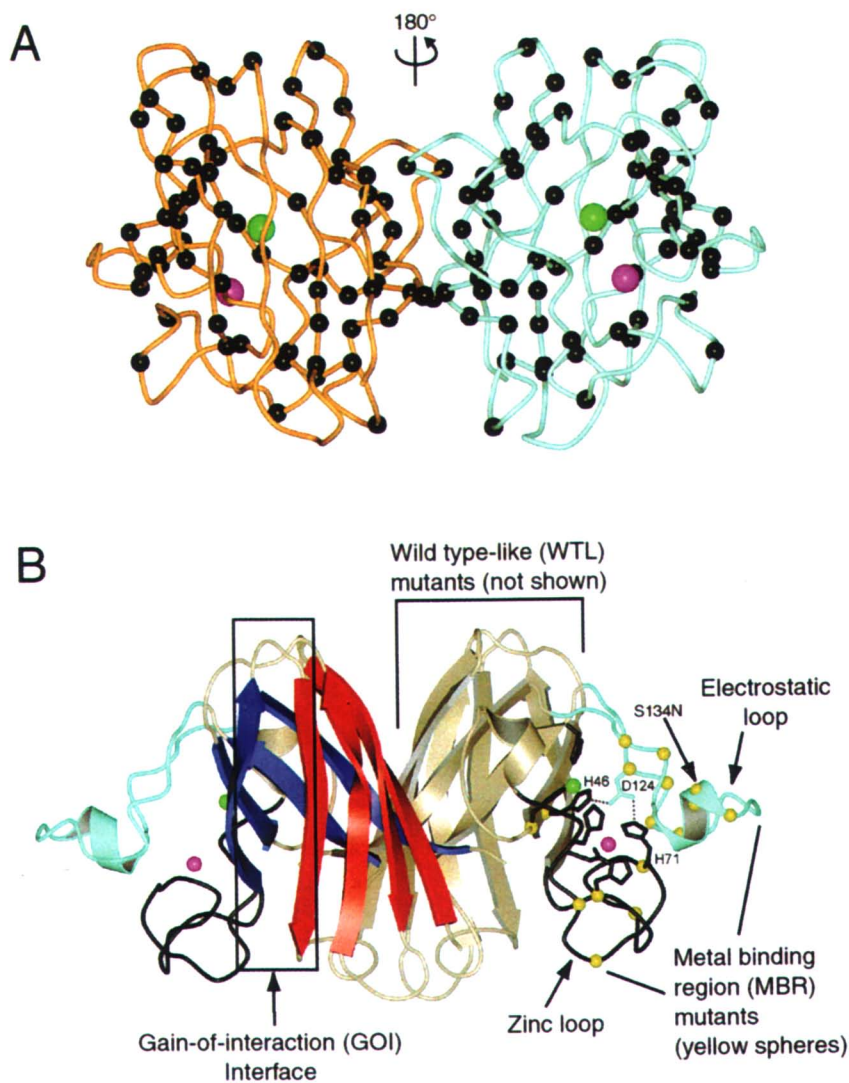 A
180°
B
Wild type-like (WTL)
mutants (not shown)
Electrostatic
loop
S134N
H46
D124
H71
Metal binding
region (MBR)
mutants
(yellow spheres)
Zinc loop
Gain-of-interaction (GOI)
Interface